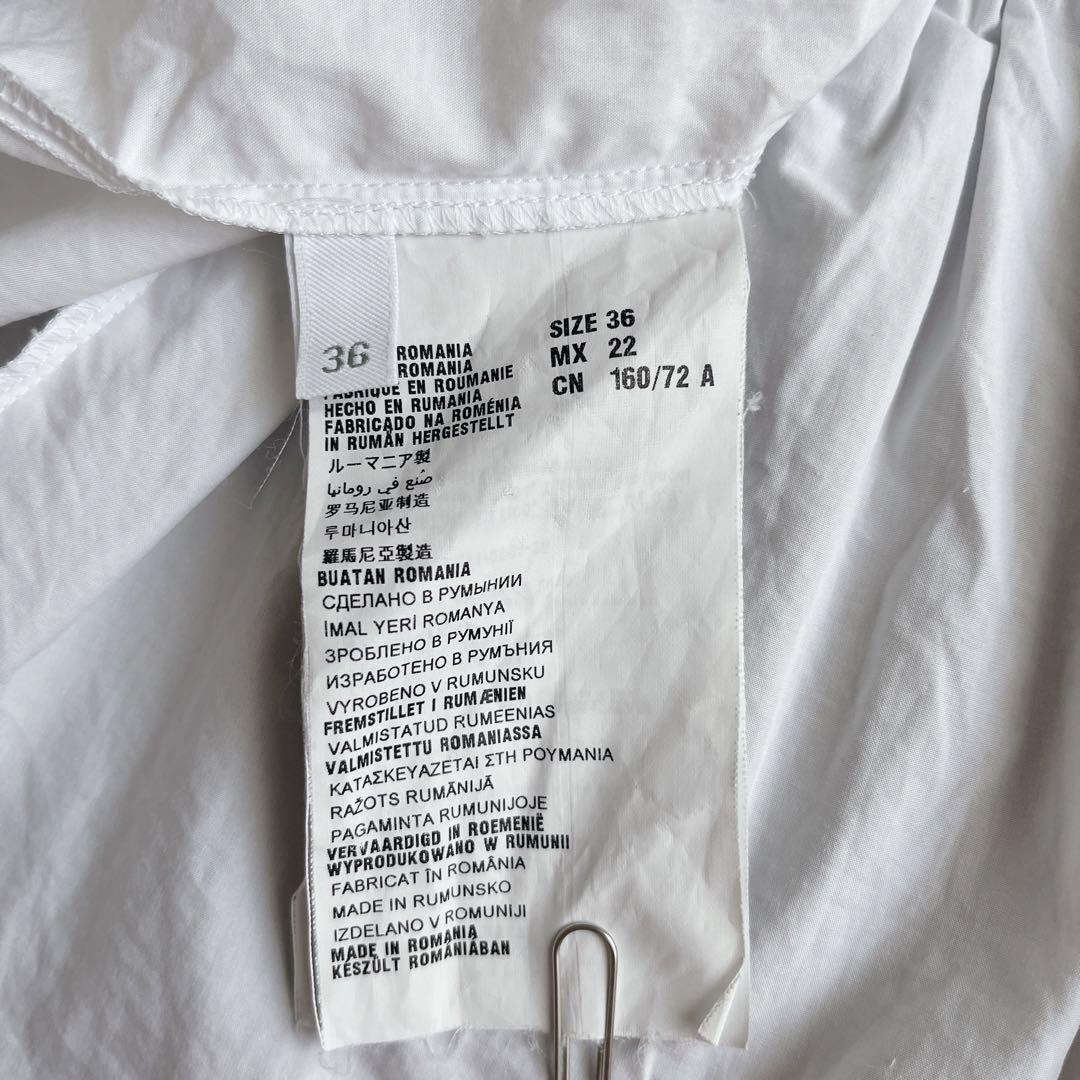 36
SIZE 36
MX 22
CN 160/72 A
ROMANIA
ROMANIA
FABRIQUÉ EN ROUMANIE
HECHO EN RUMANIA
FABRICADO NA ROMÉNIA
IN RUMÄN HERGESTELLT
ルーマニア製
صنع في رومانيا
罗马尼亚制造
루마니아산
羅馬尼亞製造
BUATAN ROMANIA
СДЕЛАНО В РУМЫНИИ
İMAL YERİ ROMANYA
ЗРОБЛЕНО В РУМУНІЇ
ИЗРАБОТЕНО В РУМЪНИЯ
VYROBENO V RUMUNSKU
FREMSTILLET I RUMÆNIEN
VALMISTATUD RUMEENIAS
VALMISTETTU ROMANIASSA
ΚΑΤΑΣΚΕΥΑΖΕΤΑΙ ΣΤΗ ΡΟΥΜΑΝΙΑ
RAŽOTS RUMĀNIJĀ
PAGAMINTA RUMUNIJOJE
VERVAARDIGD IN ROEMENIË
WYPRODUKOWANO W RUMUNII
FABRICAT ÎN ROMÂNIA
MADE IN RUMUNSKO
IZDELANO V ROMUNIJI
MADE IN ROMANIA
KÉSZÜLT ROMÁNIÁBAN